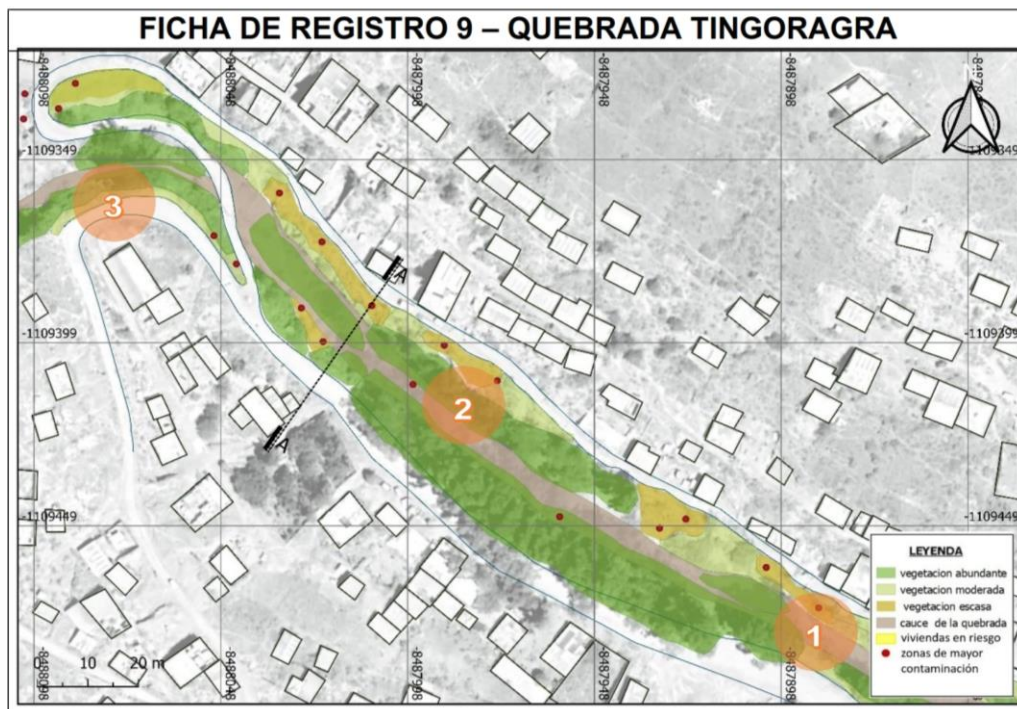 FICHA DE REGISTRO 9 – QUEBRADA TINGORAGRA
-8488098
-8488048
-8487998
-8487948
-8487898
-1109349
-1109349
3
A
-1109399
-1109399
2
A
-1109449
-1109449
1
LEYENDA
vegetacion abundante
vegetacion moderada
vegetacion escasa
cauce de la quebrada
viviendas en riesgo
zonas de mayor
contaminación
0 10 20 m
-8488098
-8488048
-8487998
-8487948
-8487898